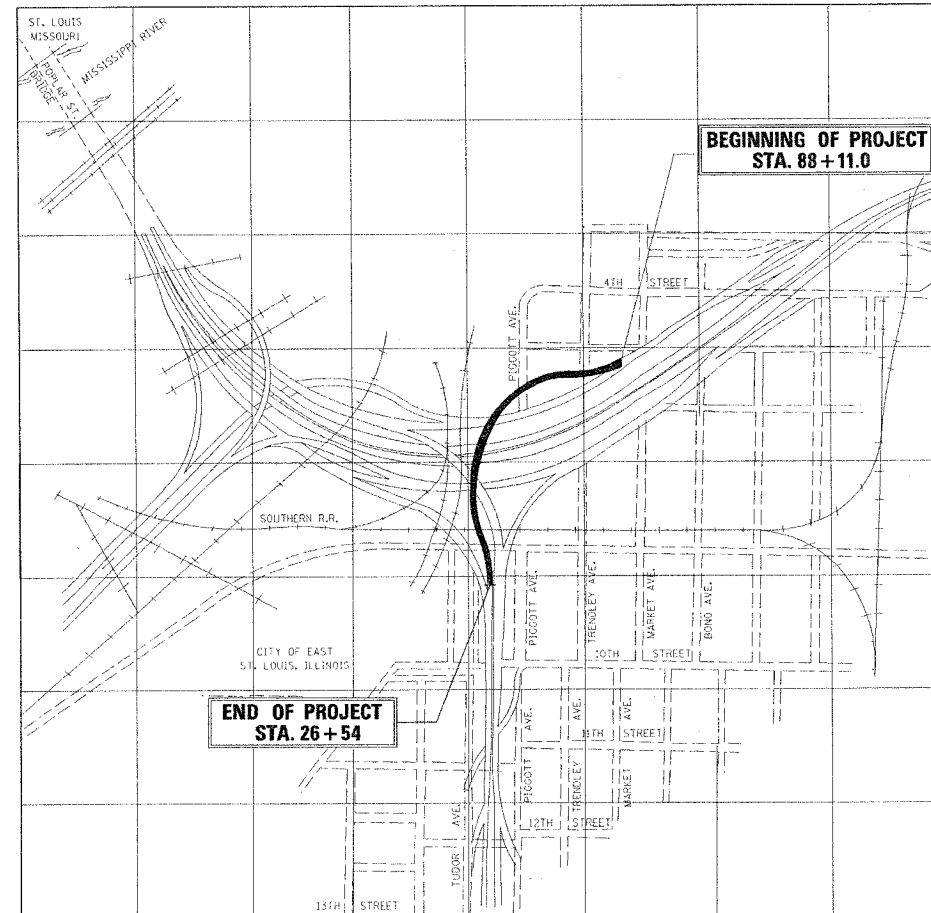 ST. LOUIS
MISSOURI
MISSISSIPPI RIVER
POPLAR ST.
BRIDGE
BEGINNING OF PROJECT
STA. 88+11.0
4TH STREET
PIGGOTT AVE.
SOUTHERN R.R.
PIGGOTT AVE.
TRENDLEY AVE.
MARKET AVE.
BOND AVE.
CITY OF EAST
ST. LOUIS, ILLINOIS
10TH STREET
END OF PROJECT
STA. 26+54
PIGGOTT AVE.
TRENDLEY AVE.
MARKET AVE.
11TH STREET
TUDOR AVE.
12TH STREET
13TH STREET